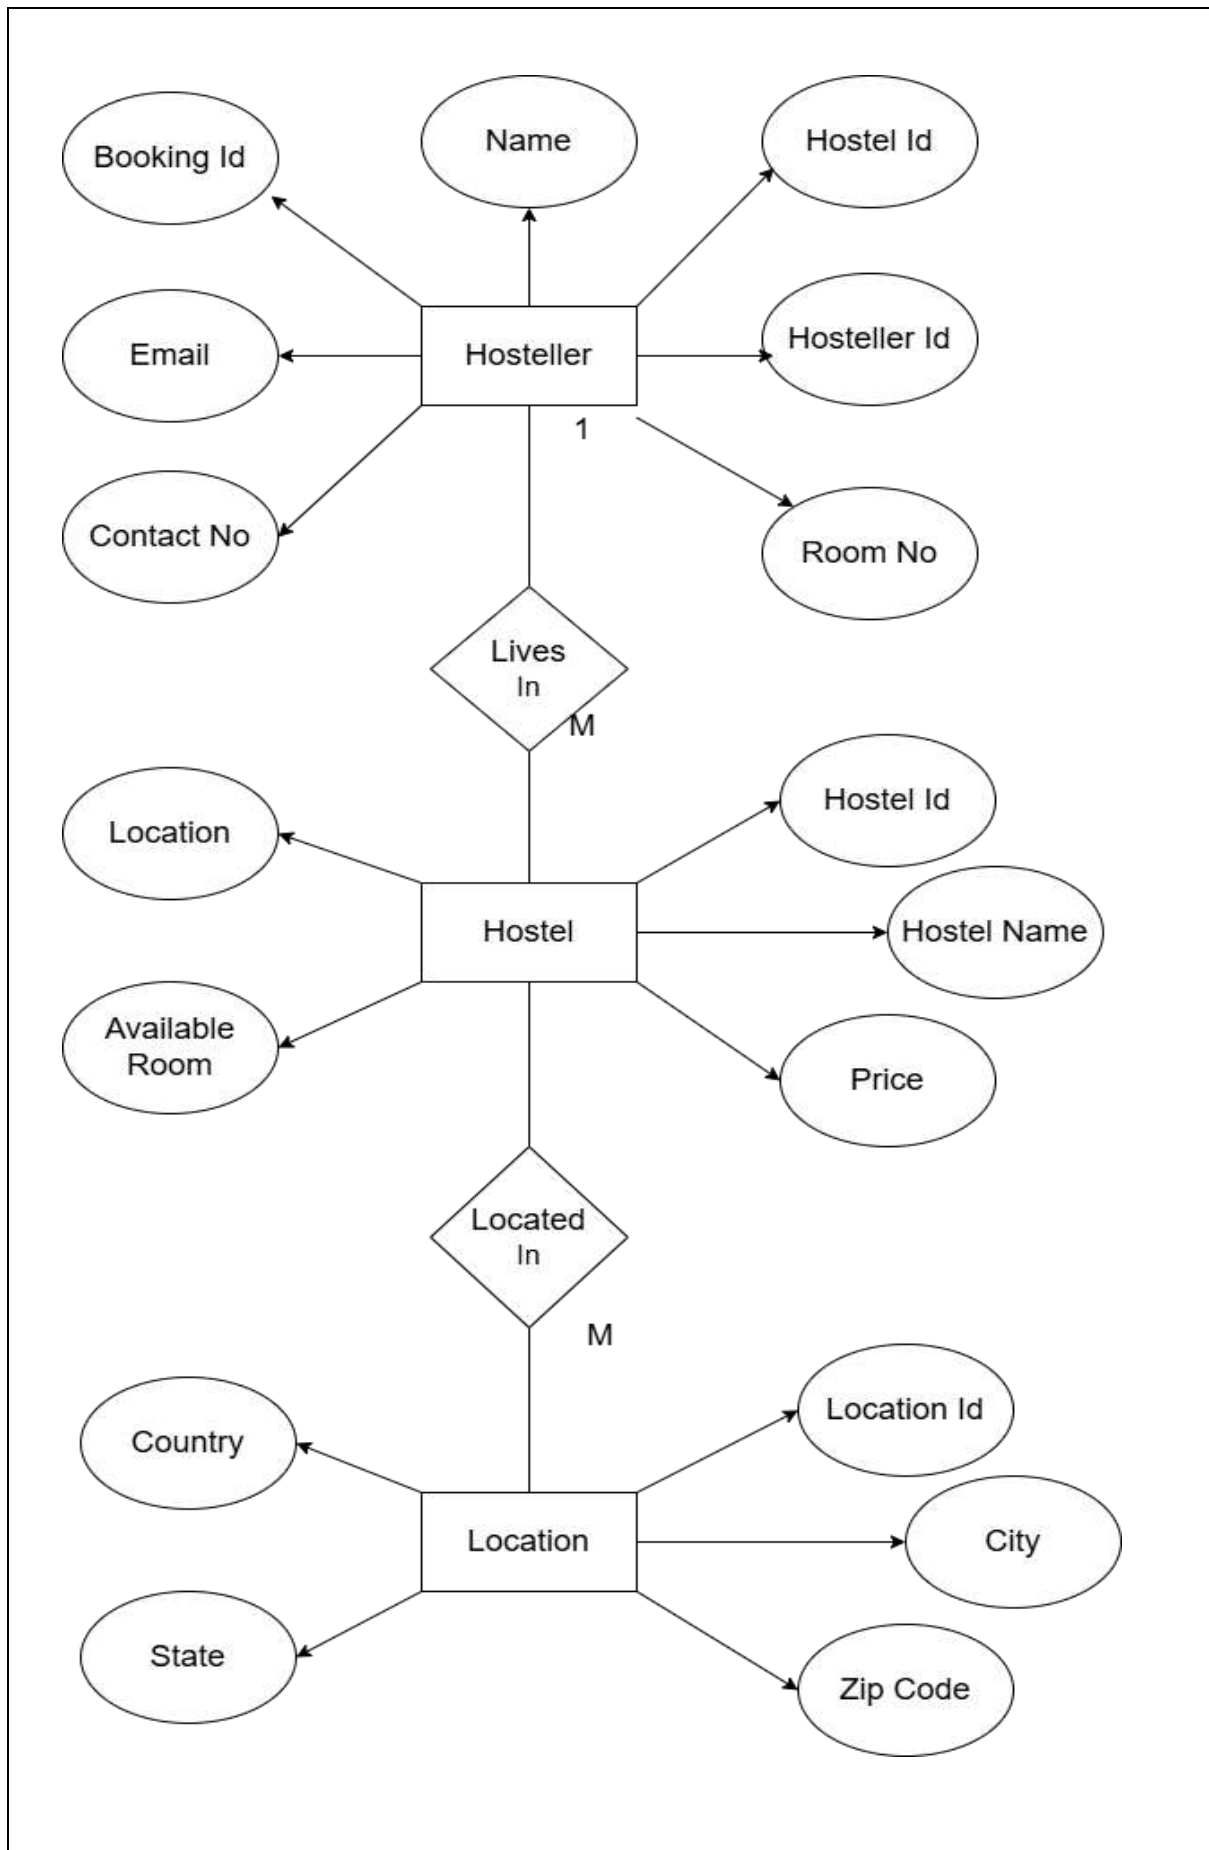 Booking Id
Name
Hostel Id
Email
Hosteller
Hosteller Id
1
Contact No
Room No
Lives
In
M
Location
Hostel Id
Hostel
Hostel Name
Available
Room
Price
Located
In
M
Country
Location Id
Location
City
State
Zip Code